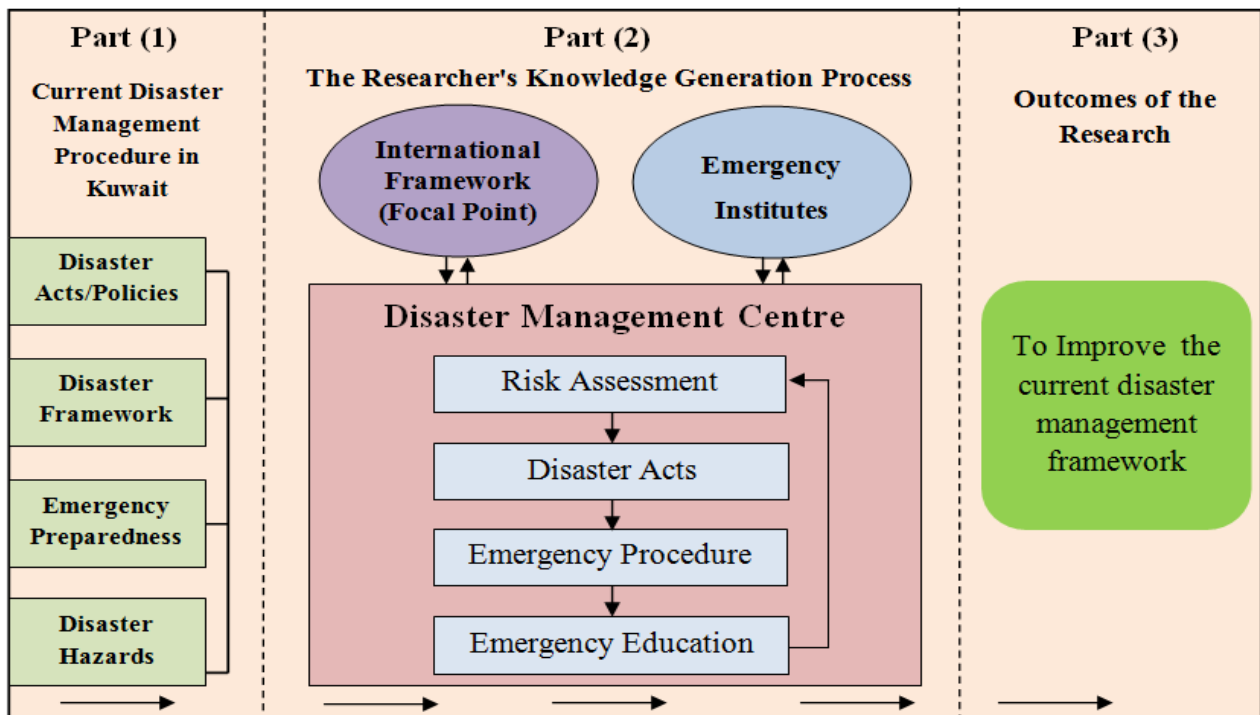 Part (1)
Current Disaster
Management
Procedure in
Kuwait
Disaster
Acts/Policies
Disaster
Framework
Emergency
Preparedness
Disaster
Hazards
Part (2)
The Researcher's Knowledge Generation Process
International
Framework
(Focal Point)
Emergency
Institutes
Disaster Management Centre
Risk Assessment
Disaster Acts
Emergency Procedure
Emergency Education
Part (3)
Outcomes of the
Research
To Improve the
current disaster
management
framework